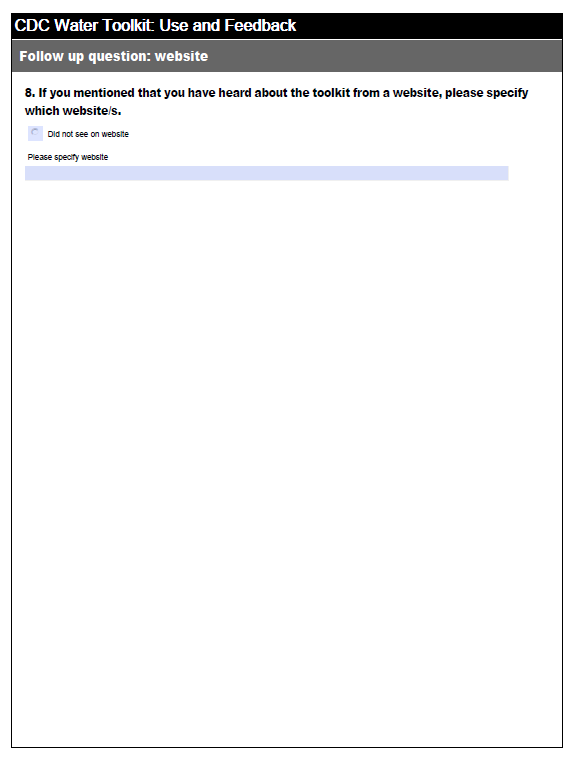 CDC Water Toolkit: Use and Feedback
Follow up question: website
8. If you mentioned that you have heard about the toolkit from a website, please specify
which website/s.
Did not see on website
Please specify website